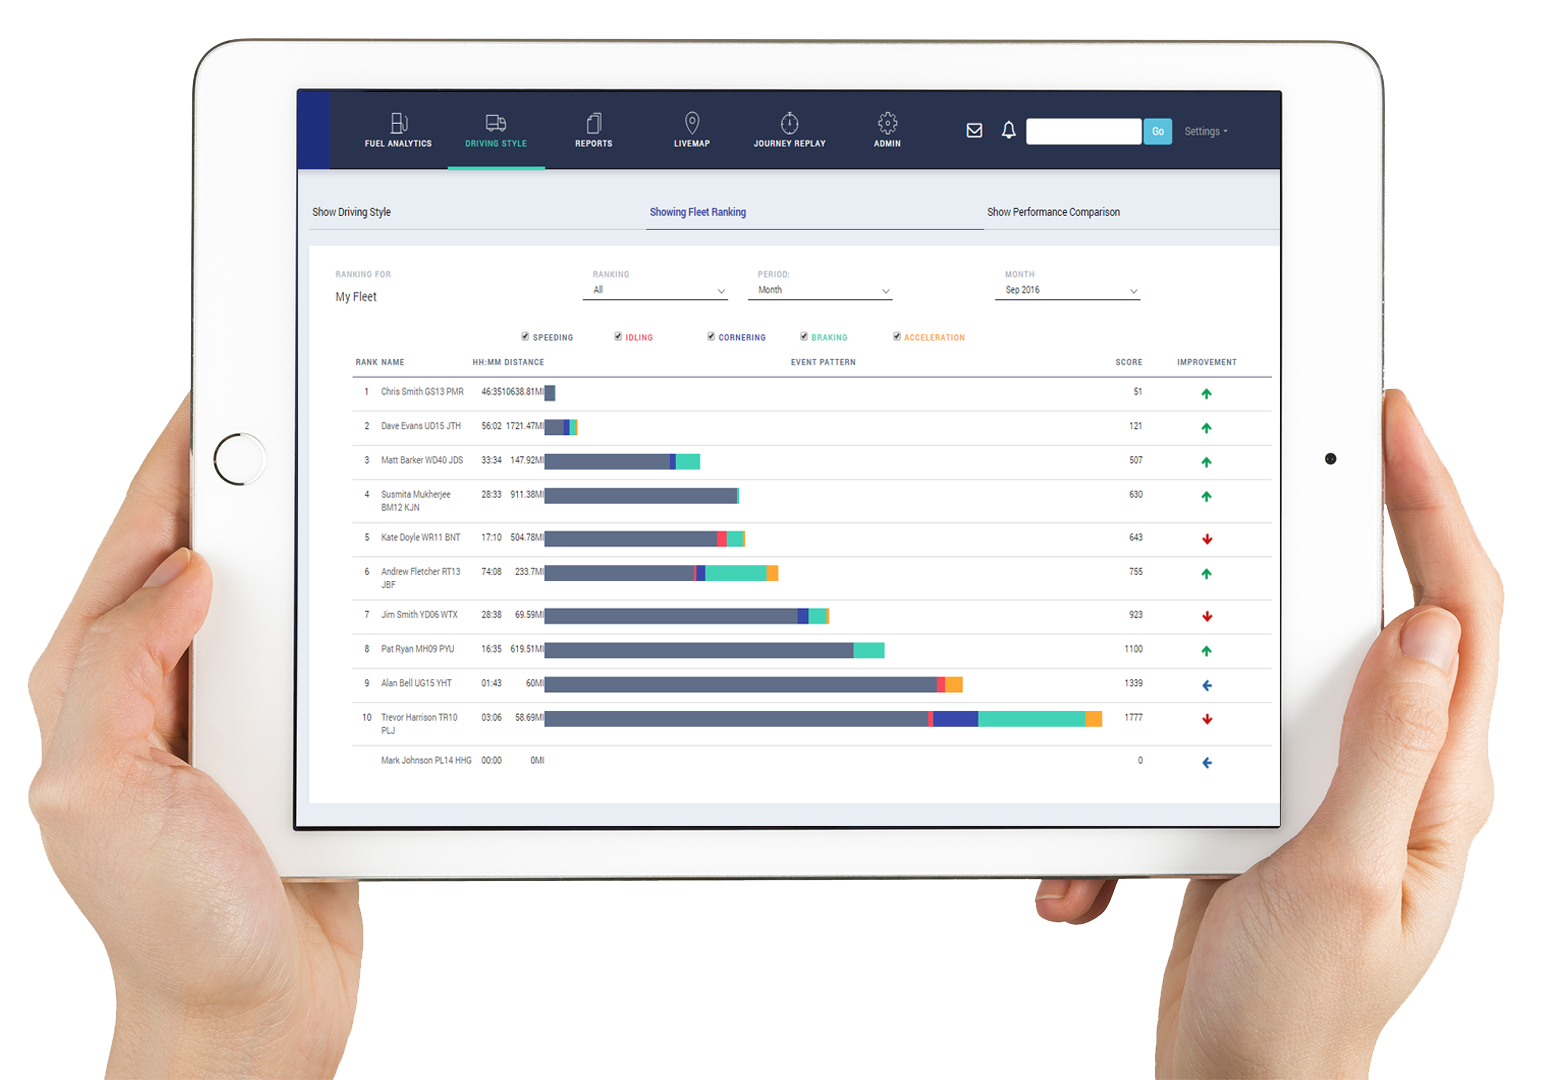 FUEL ANALYTICS DRIVING STYLE REPORTS LIVEMAP JOURNEY REPLAY ADMIN Go Settings
Show Driving Style Showing Fleet Ranking Show Performance Comparison
RANKING FOR RANKING PERIOD: MONTH
My Fleet All Month Sep 2016
SPEEDING IDLING CORNERING BRAKING ACCELERATION
RANK NAME HH:MM DISTANCE EVENT PATTERN SCORE IMPROVEMENT
1 Chris Smith GS13 PMR 46:35 10638.81MI 51
2 Dave Evans UD15 JTH 56:02 1721.47MI 121
3 Matt Barker WD40 JDS 33:34 147.92MI 507
4 Susmita Mukherjee 28:33 911.38MI 630
BM12 KJN
5 Kate Doyle WR11 BNT 17:10 504.78MI 643
6 Andrew Fletcher RT13 74:08 233.7MI 755
JBF
7 Jim Smith YD06 WTX 28:38 69.59MI 923
8 Pat Ryan MH09 PYU 16:35 619.51MI 1100
9 Alan Bell UG15 YHT 01:43 60MI 1339
10 Trevor Harrison TR10 03:06 58.69MI 1777
PLJ
Mark Johnson PL14 HHG 00:00 0MI 0